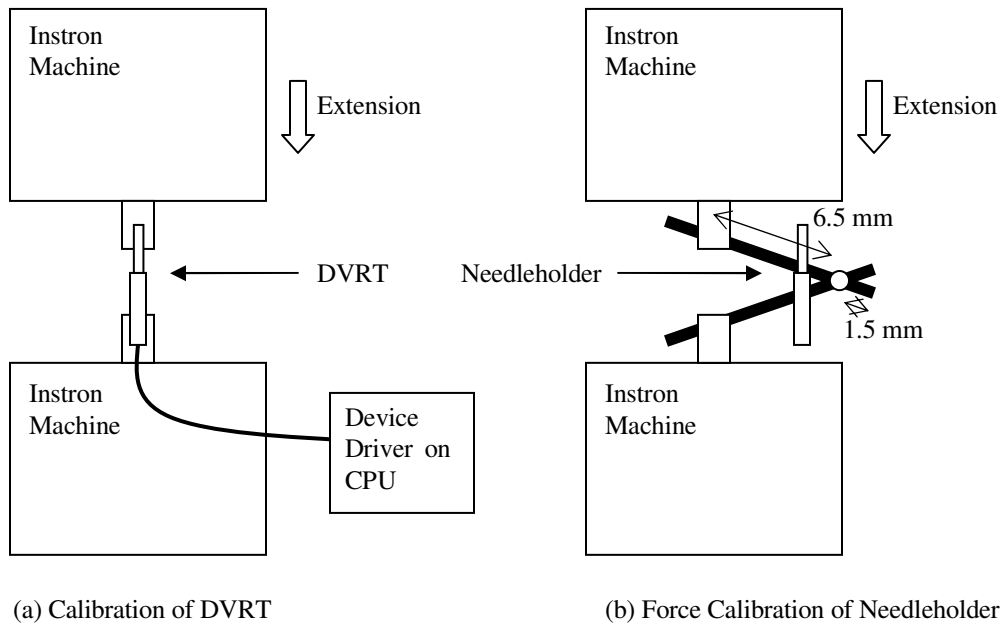 Instron
Machine
Extension
DVRT
Instron
Machine
Device
Driver on
CPU
(a) Calibration of DVRT
Instron
Machine
Extension
6.5 mm
Needleholder
1.5 mm
Instron
Machine
(b) Force Calibration of Needleholder